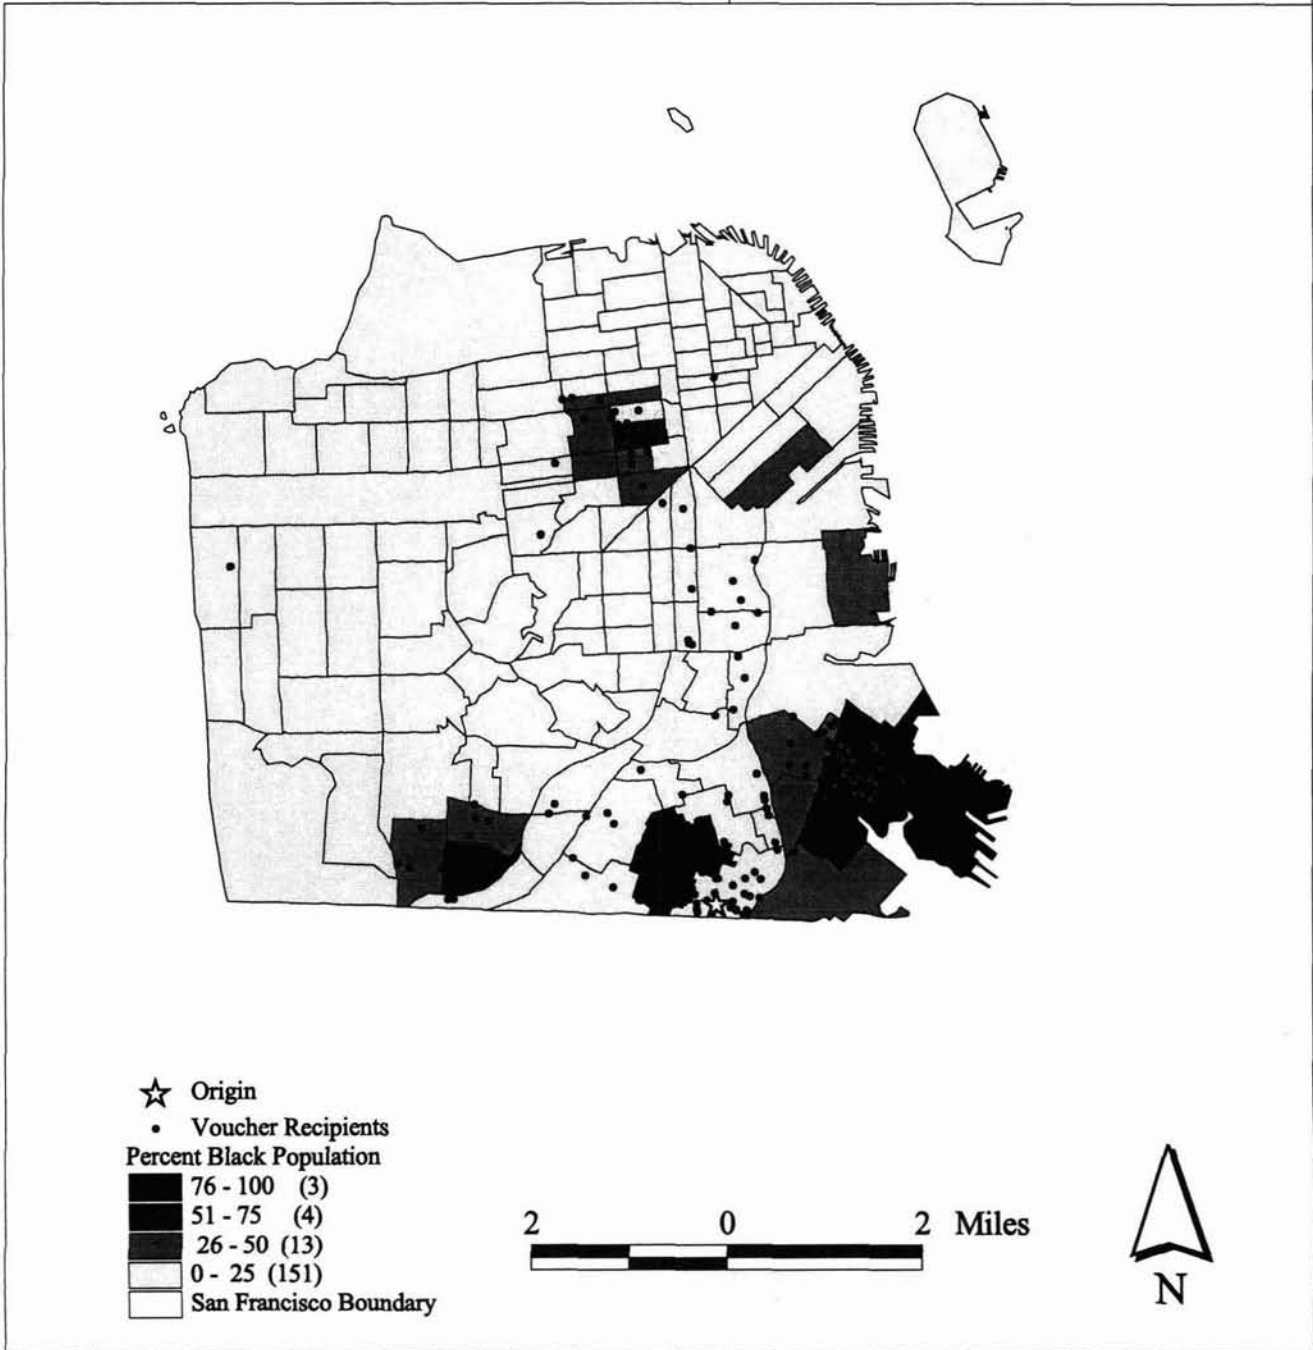 Origin
Voucher Recipients
Percent Black Population
76 - 100 (3)
51 - 75 (4)
26 - 50 (13)
0 - 25 (151)
San Francisco Boundary
2 0 2 Miles
N